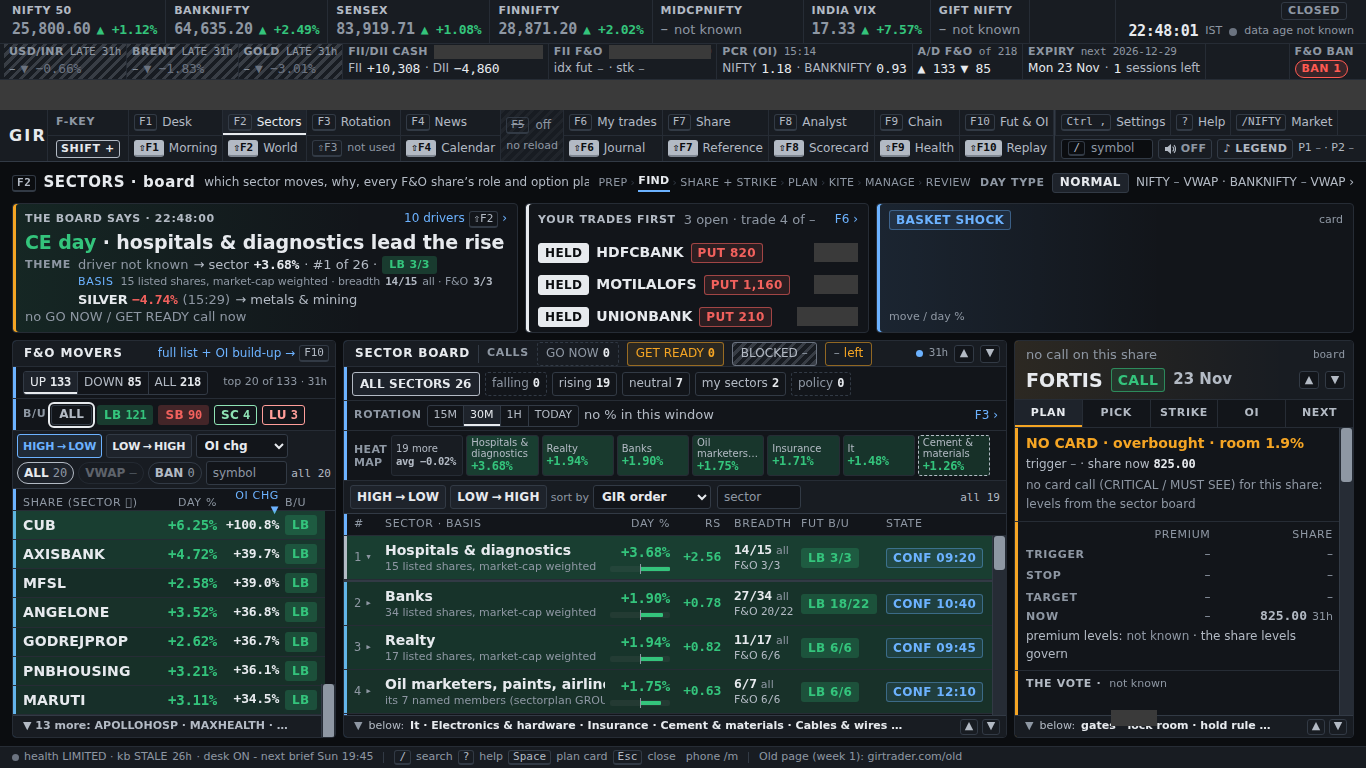 NIFTY 50 BANKNIFTY SENSEX FINNIFTY MIDCPNIFTY INDIA VIX GIFT NIFTY CLOSED
25,800.60 ▲ +1.12% 64,635.20 ▲ +2.98% 83,919.71 ▲ +1.08% 28,871.20 ▲ +2.02% – not known 17.33 ▲ +7.57% – not known 22:48:01 IST data age not known
USD/INR LATE 31h BRENT LATE 31h GOLD LATE 31h FII/DII CASH FII F&O PCR (OI) 15:14 A/D F&O of 218 EXPIRY next 2026-12-29 F&O BAN
– ▼ −0.66% – ▼ −1.83% – ▼ −3.01% FII +10,308 · DII −4,860 idx fut – · stk – NIFTY 1.18 · BANKNIFTY 0.93 ▲ 133 ▼ 85 Mon 23 Nov · 1 sessions left BAN 1
GIR F-KEY F1 Desk F2 Sectors F3 Rotation F4 News F5 off F6 My trades F7 Share F8 Analyst F9 Chain F10 Fut & OI Ctrl , Settings ? Help /NIFTY Market
SHIFT + ⇧F1 Morning ⇧F2 World ⇧F3 not used ⇧F4 Calendar no reload ⇧F6 Journal ⇧F7 Reference ⇧F8 Scorecard ⇧F9 Health ⇧F10 Replay / symbol OFF ♪ LEGEND P1 – · P2 –
F2 SECTORS · board which sector moves, why, every F&O share's role and option pla PREP › FIND › SHARE + STRIKE › PLAN › KITE › MANAGE › REVIEW DAY TYPE NORMAL NIFTY – VWAP · BANKNIFTY – VWAP ›
THE BOARD SAYS · 22:48:00 10 drivers ⇧F2 ›
CE day · hospitals & diagnostics lead the rise
THEME driver not known → sector +3.68% · #1 of 26 · LB 3/3
BASIS 15 listed shares, market-cap weighted · breadth 14/15 all · F&O 3/3
SILVER −4.74% (15:29) → metals & mining
no GO NOW / GET READY call now
YOUR TRADES FIRST 3 open · trade 4 of – F6 ›
HELD HDFCBANK PUT 820
HELD MOTILALOFS PUT 1,160
HELD UNIONBANK PUT 210
BASKET SHOCK card
move / day %
F&O MOVERS full list + OI build-up → F10
UP 133 DOWN 85 ALL 218 top 20 of 133 · 31h
B/U ALL LB 121 SB 90 SC 4 LU 3
HIGH→LOW LOW→HIGH OI chg
ALL 20 VWAP – BAN 0 symbol all 20
SHARE (SECTOR ▯) DAY % OI CHG ▼ B/U
CUB +6.25% +100.8% LB
AXISBANK +4.72% +39.7% LB
MFSL +2.58% +39.0% LB
ANGELONE +3.52% +36.8% LB
GODREJPROP +2.62% +36.7% LB
PNBHOUSING +3.21% +36.1% LB
MARUTI +3.11% +34.5% LB
▼ 13 more: APOLLOHOSP · MAXHEALTH · …
SECTOR BOARD CALLS GO NOW 0 GET READY 0 BLOCKED – – left 31h ▲ ▼
ALL SECTORS 26 falling 0 rising 19 neutral 7 my sectors 2 policy 0
ROTATION 15M 30M 1H TODAY no % in this window F3 ›
HEAT MAP
19 more
avg −0.02%
Hospitals & diagnostics
+3.68%
Realty
+1.94%
Banks
+1.90%
Oil marketers…
+1.75%
Insurance
+1.71%
It
+1.48%
Cement & materials
+1.26%
HIGH→LOW LOW→HIGH sort by GIR order sector all 19
# SECTOR · BASIS DAY % RS BREADTH FUT B/U STATE
1 ▾ Hospitals & diagnostics +3.68% +2.56 14/15 all LB 3/3 CONF 09:20
15 listed shares, market-cap weighted F&O 3/3
2 ▸ Banks +1.90% +0.78 27/34 all LB 18/22 CONF 10:40
34 listed shares, market-cap weighted F&O 20/22
3 ▸ Realty +1.94% +0.82 11/17 all LB 6/6 CONF 09:45
17 listed shares, market-cap weighted F&O 6/6
4 ▸ Oil marketers, paints, airline +1.75% +0.63 6/7 all LB 6/6 CONF 12:10
its 7 named members (sectorplan GROU F&O 6/6
▼ below: It · Electronics & hardware · Insurance · Cement & materials · Cables & wires … ▲ ▼
no call on this share board
FORTIS CALL 23 Nov ▲ ▼
PLAN PICK STRIKE OI NEXT
NO CARD · overbought · room 1.9%
trigger – · share now 825.00
no card call (CRITICAL / MUST SEE) for this share:
levels from the sector board
PREMIUM SHARE
TRIGGER – –
STOP – –
TARGET – –
NOW – 825.00 31h
premium levels: not known · the share levels
govern
THE VOTE · not known
▼ below: gates room · hold rule … ▲ ▼
health LIMITED · kb STALE 26h · desk ON - next brief Sun 19:45 / search ? help Space plan card Esc close phone /m Old page (week 1): girtrader.com/old